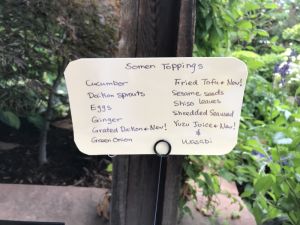 Somen Toppings
Cucumber
Daikon sprouts
Eggs
Ginger
Grated Daikon New!
Green Onion
Fried Tofu New!
Sesame seeds
Shiso leaves
Shredded Seaweed
Yuzu Juice New!
&
Wasabi